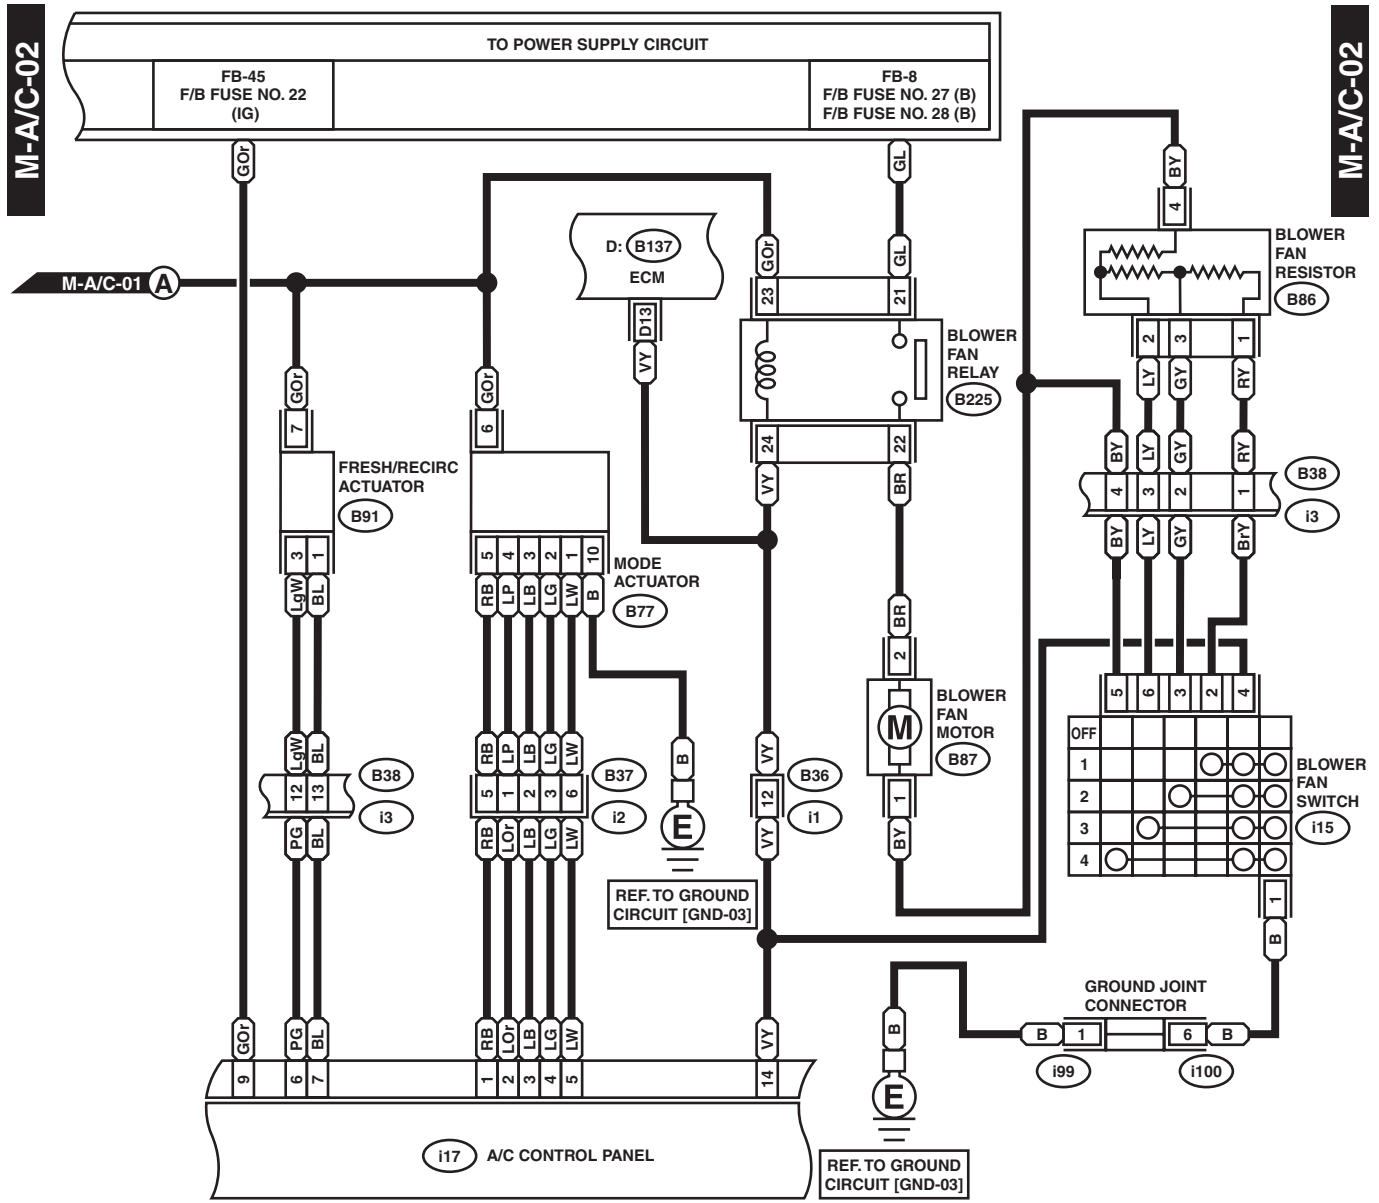 M-A/C-02
M-A/C-02
TO POWER SUPPLY CIRCUIT
FB-45
F/B FUSE NO. 22
(IG)
FB-8
F/B FUSE NO. 27 (B)
F/B FUSE NO. 28 (B)
GOr
GL
BY
4
BLOWER
FAN
RESISTOR
B86
D: B137
ECM
D13
VY
GOr
GL
23
21
M-A/C-01 A
BLOWER
FAN
RELAY
B225
2
3
1
LY
GY
RY
GOr
GOr
7
6
24
22
VY
BR
BY
LY
GY
RY
4
3
2
1
B38
i3
BY
LY
GY
BrY
FRESH/RECIRC
ACTUATOR
B91
3
1
LgW
BL
5
4
3
2
1
10
RB
LP
LB
LG
LW
B
MODE
ACTUATOR
B77
BR
2
M
BLOWER
FAN
MOTOR
B87
1
BY
5
6
3
2
4
OFF
1
2
3
4
BLOWER
FAN
SWITCH
i15
1
B
LgW
BL
12
13
B38
i3
PG
BL
RB
LP
LB
LG
LW
5
1
2
3
6
B37
i2
RB
LOr
LB
LG
LW
B
E
REF. TO GROUND
CIRCUIT [GND-03]
VY
12
B36
i1
VY
GROUND JOINT
CONNECTOR
B
1
6
B
i99
i100
B
E
REF. TO GROUND
CIRCUIT [GND-03]
GOr
PG
BL
RB
LOr
LB
LG
LW
VY
9
6
7
1
2
3
4
5
14
i17
A/C CONTROL PANEL